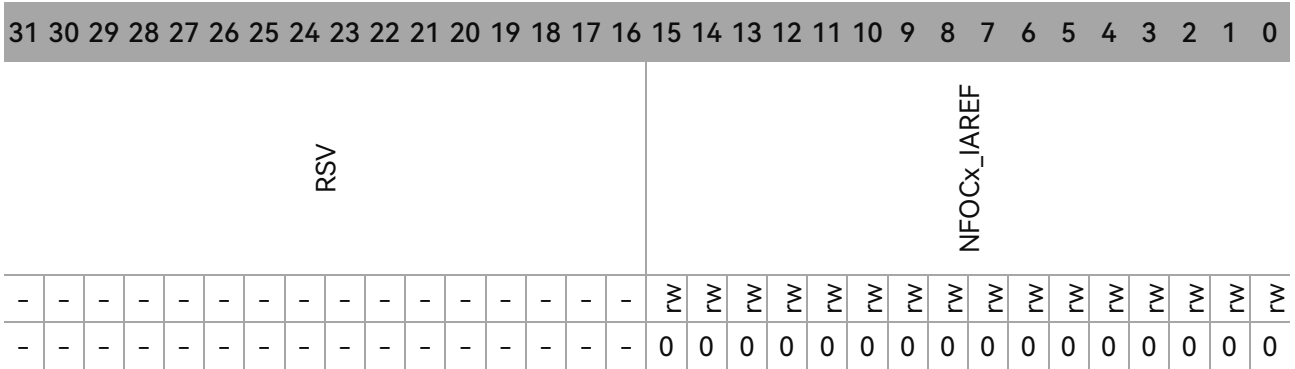 31 30 29 28 27 26 25 24 23 22 21 20 19 18 17 16 15 14 13 12 11 10 9 8 7 6 5 4 3 2 1 0
RSV NFOCx_IAREF
- - - - - - - - - - - - - - - - rw rw rw rw rw rw rw rw rw rw rw rw rw rw rw rw
- - - - - - - - - - - - - - - - 0 0 0 0 0 0 0 0 0 0 0 0 0 0 0 0